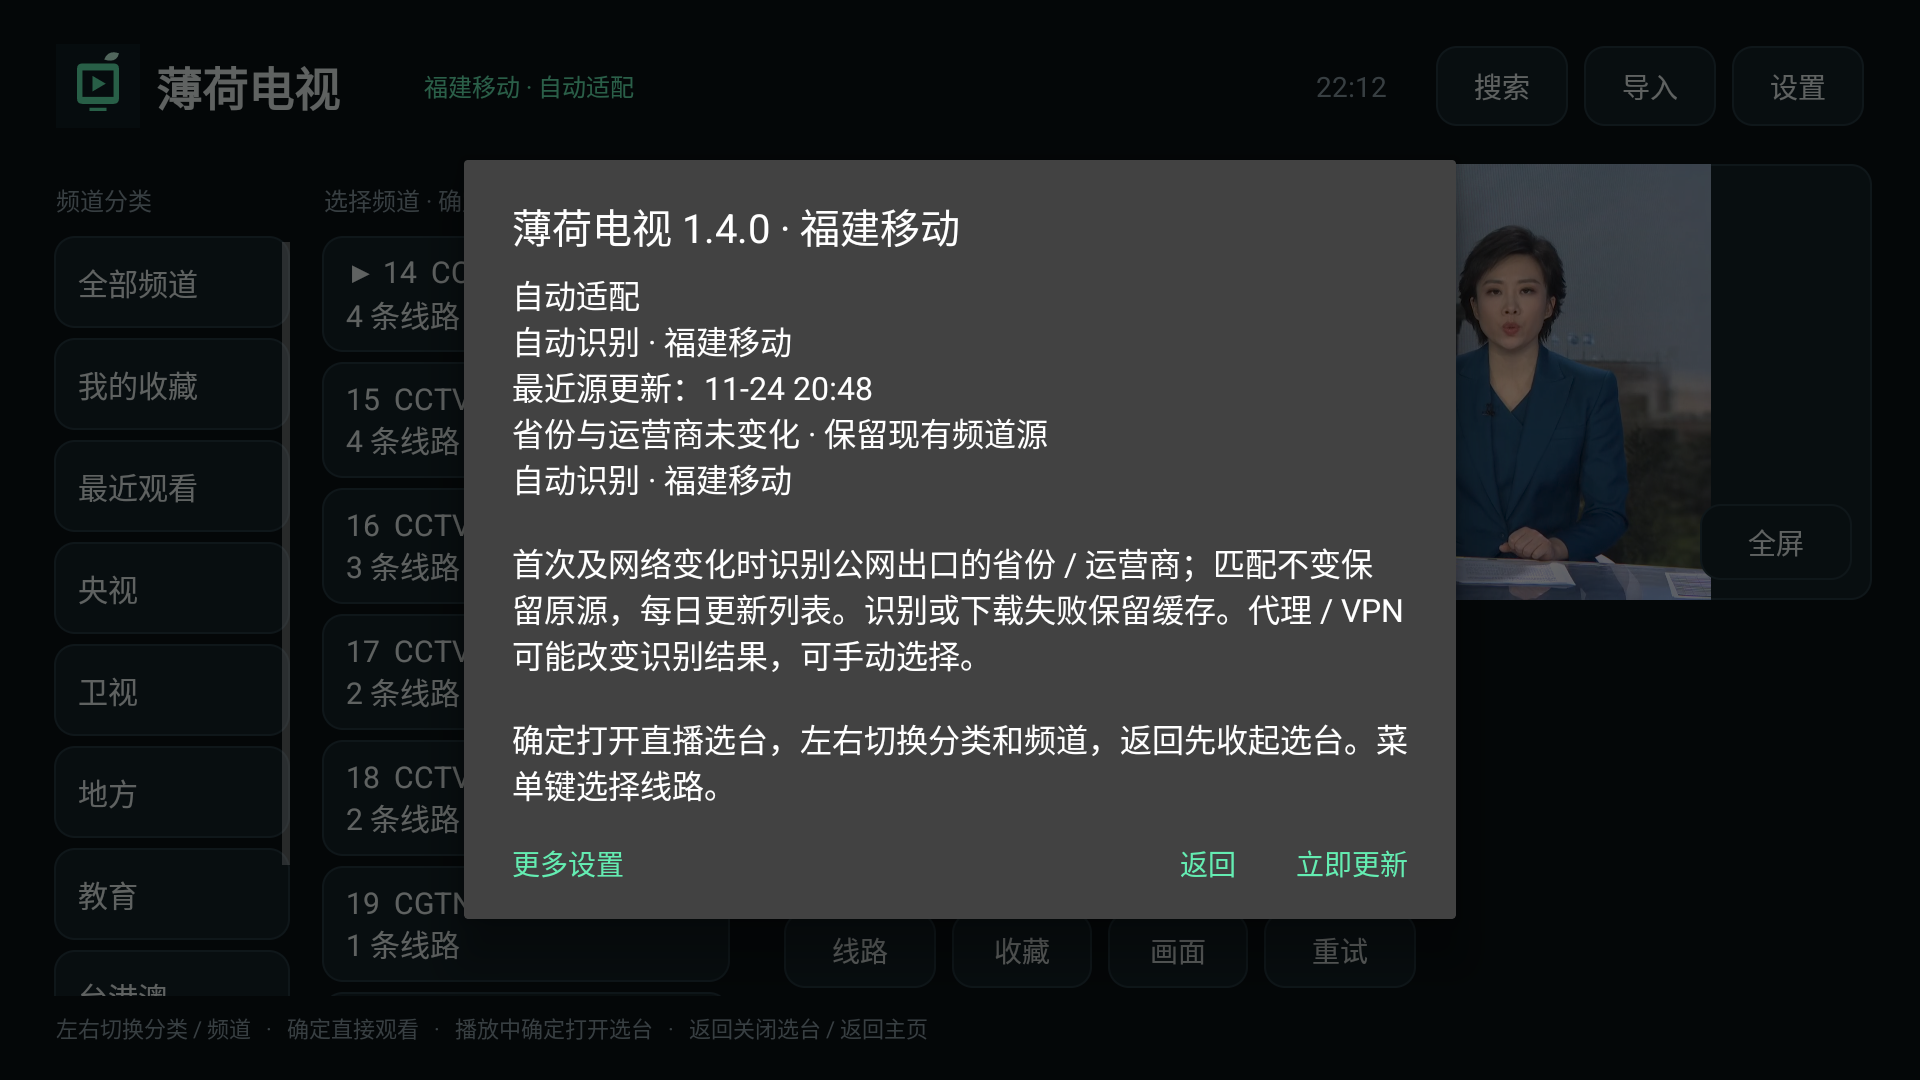 薄荷电视
福建移动 · 自动适配
22:12
搜索
导入
设置
频道分类
选择频道 · 确
全部频道
我的收藏
最近观看
央视
卫视
地方
教育
台港澳
▶ 14 CC
4 条线路
15 CCTV
4 条线路
16 CCTV
3 条线路
17 CCTV
2 条线路
18 CCTV
2 条线路
19 CGTN
1 条线路
薄荷电视 1.4.0 · 福建移动
自动适配
自动识别 · 福建移动
最近源更新：11-24 20:48
省份与运营商未变化 · 保留现有频道源
自动识别 · 福建移动
首次及网络变化时识别公网出口的省份 / 运营商；匹配不变保
留原源，每日更新列表。识别或下载失败保留缓存。代理 / VPN
可能改变识别结果，可手动选择。
确定打开直播选台，左右切换分类和频道，返回先收起选台。菜
单键选择线路。
更多设置
返回
立即更新
全屏
线路
收藏
画面
重试
左右切换分类 / 频道 · 确定直接观看 · 播放中确定打开选台 · 返回关闭选台 / 返回主页